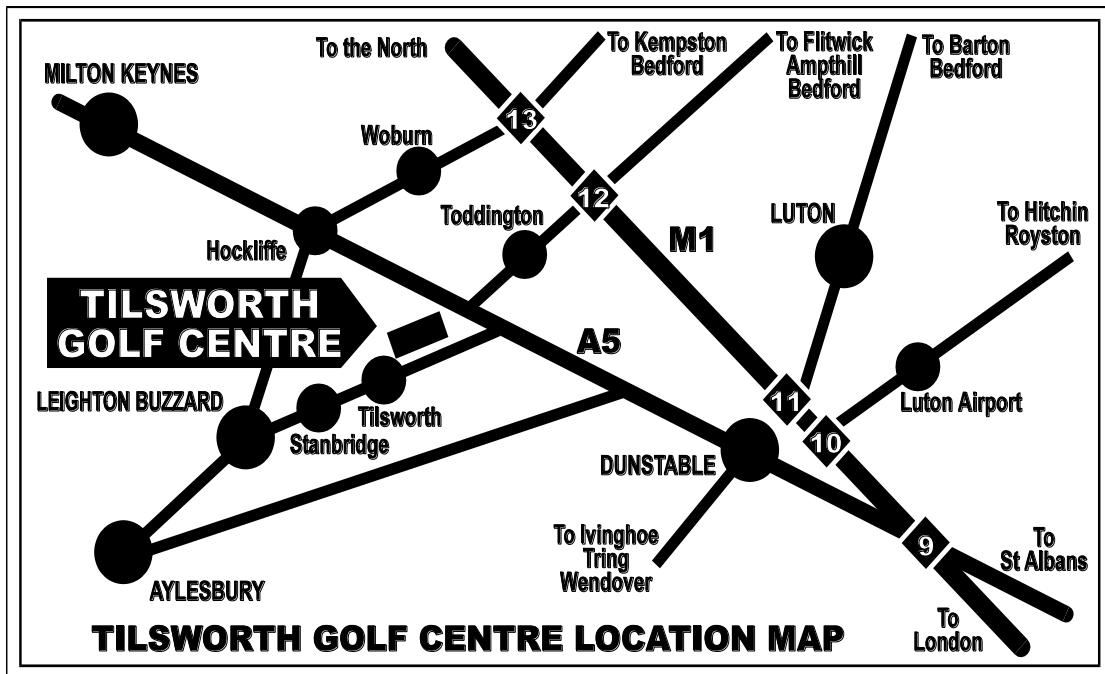 To the North
To Kempston
Bedford
To Flitwick
Ampthill
Bedford
To Barton
Bedford
MILTON KEYNES
13
Woburn
12
Toddington
LUTON
To Hitchin
Royston
M1
Hockliffe
TILSWORTH
GOLF CENTRE
A5
LEIGHTON BUZZARD
11
Luton Airport
Tilsworth
Stanbridge
10
DUNSTABLE
To Ivinghoe
Tring
Wendover
9
To
St Albans
AYLESBURY
To
London
TILSWORTH GOLF CENTRE LOCATION MAP